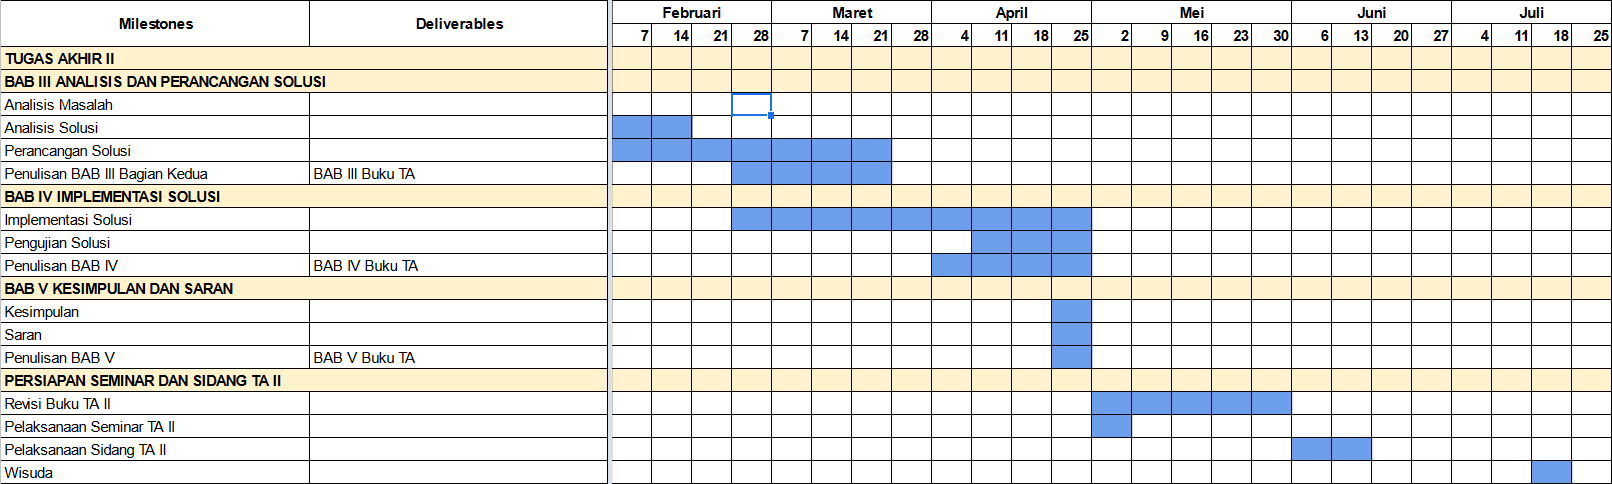 Milestones Deliverables Februari Maret April Mei Juni Juli
7 14 21 28 7 14 21 28 4 11 18 25 2 9 16 23 30 6 13 20 27 4 11 18 25
TUGAS AKHIR II
BAB III ANALISIS DAN PERANCANGAN SOLUSI
Analisis Masalah
Analisis Solusi
Perancangan Solusi
Penulisan BAB III Bagian Kedua BAB III Buku TA
BAB IV IMPLEMENTASI SOLUSI
Implementasi Solusi
Pengujian Solusi
Penulisan BAB IV BAB IV Buku TA
BAB V KESIMPULAN DAN SARAN
Kesimpulan
Saran
Penulisan BAB V BAB V Buku TA
PERSIAPAN SEMINAR DAN SIDANG TA II
Revisi Buku TA II
Pelaksanaan Seminar TA II
Pelaksanaan Sidang TA II
Wisuda